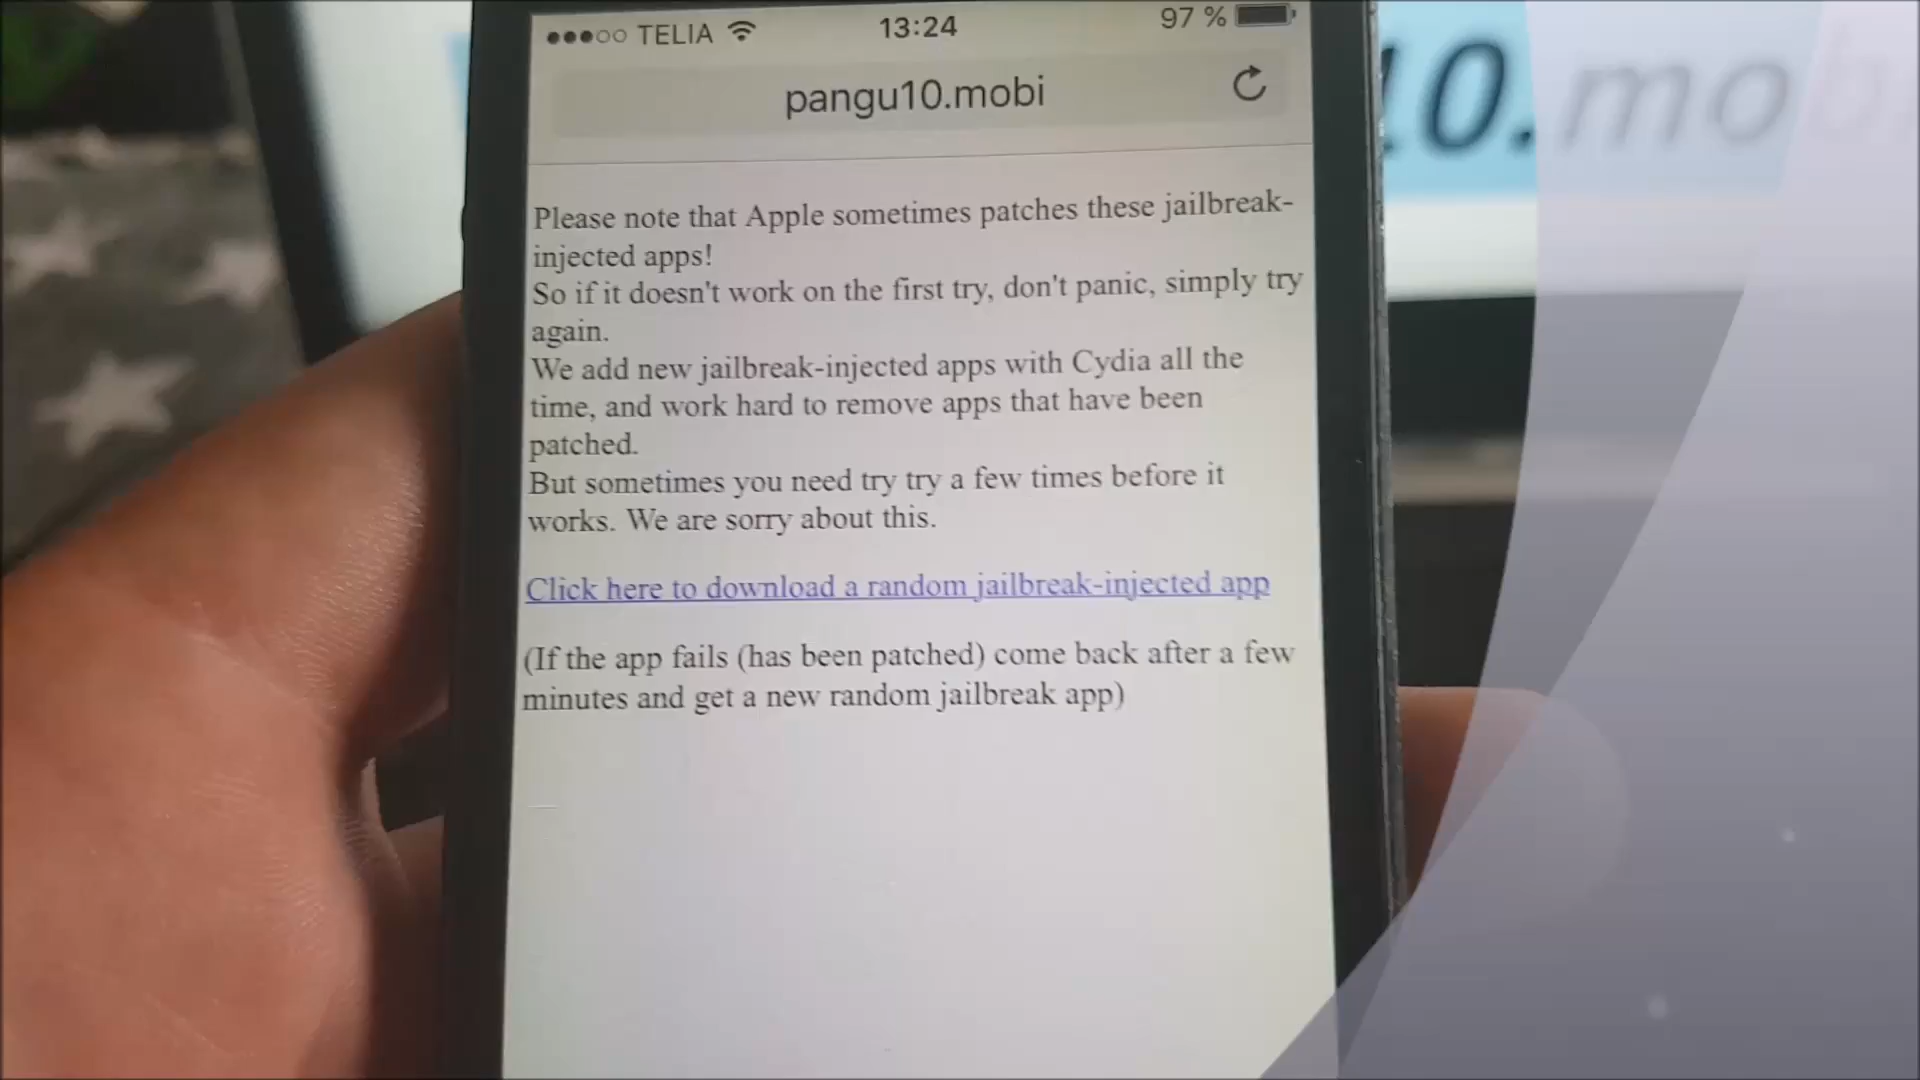 ●●●○○ TELIA 13:24 97 %
pangu10.mobi
10.mobi
Please note that Apple sometimes patches these jailbreak-
injected apps!
So if it doesn't work on the first try, don't panic, simply try
again.
We add new jailbreak-injected apps with Cydia all the
time, and work hard to remove apps that have been
patched.
But sometimes you need try try a few times before it
works. We are sorry about this.
Click here to download a random jailbreak-injected app
(If the app fails (has been patched) come back after a few
minutes and get a new random jailbreak app)